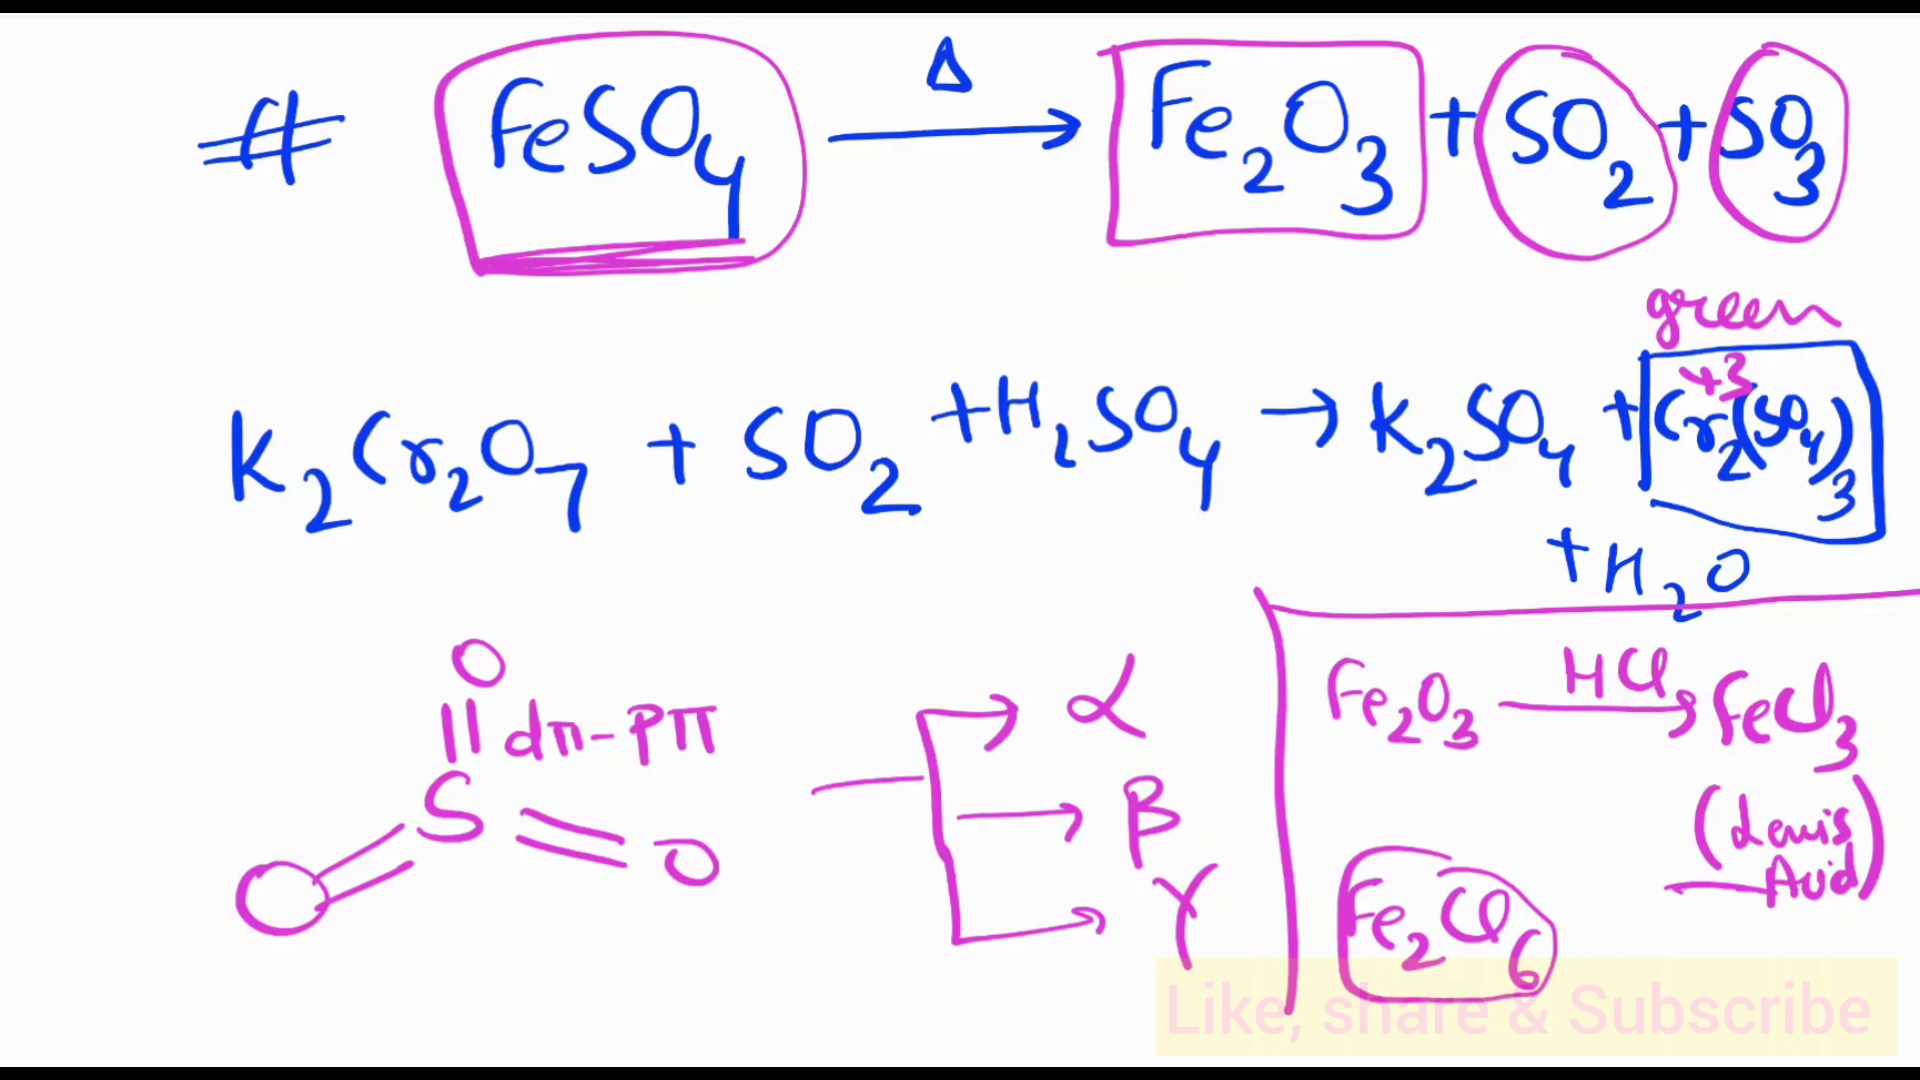 # FeSO4 Δ→ Fe2O3 + SO2 + SO3
green
+3
K2Cr2O7 + SO2 + H2SO4 → K2SO4 + Cr2(SO4)3
+ H2O
O
|| dπ-pπ
S
O O
→ α
→ β
→ γ
Fe2O3 HCl→ FeCl3
(Lewis
Acid)
Fe2Cl6
Like, share & Subscribe